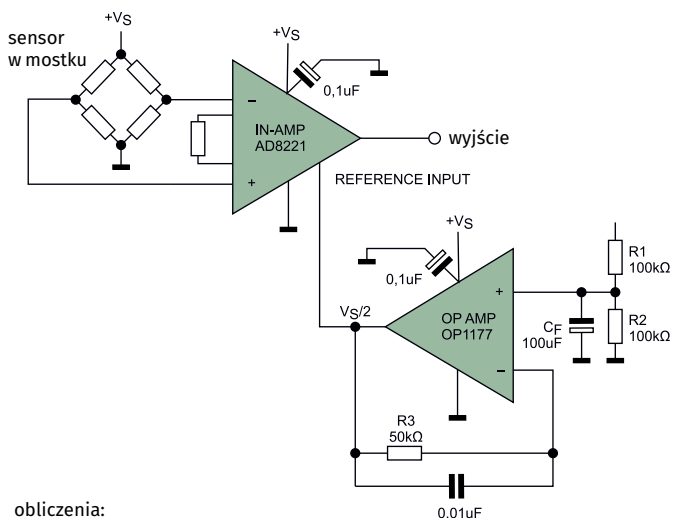 +VS
sensor
w mostku
+VS
0,1uF
−
IN-AMP
AD8221
+
wyjście
REFERENCE INPUT
+VS
0,1uF
R1
100kΩ
VS/2
+
OP AMP
OP1177
−
CF
100uF
R2
100kΩ
R3
50kΩ
0.01uF
obliczenia: